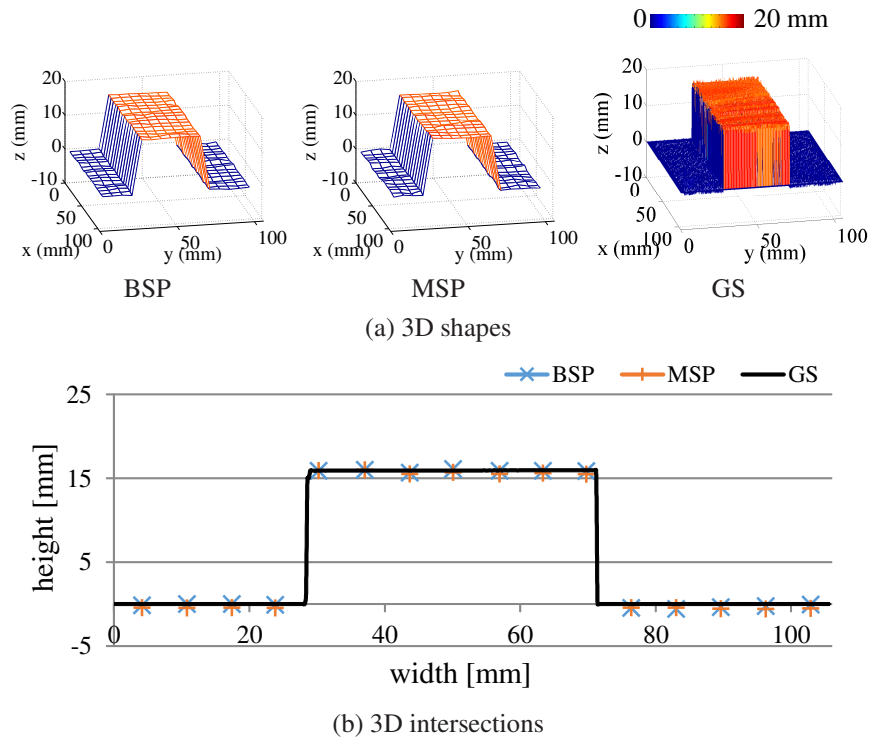 0 20 mm
20
10
0
-10
z (mm)
0
50
100
x (mm)
0
50
100
y (mm)
BSP
20
10
0
-10
z (mm)
0
50
100
x (mm)
0
50
100
y (mm)
MSP
20
10
0
-10
z (mm)
0
50
100
x (mm)
0
50
100
y (mm)
GS
(a) 3D shapes
BSP MSP GS
25
15
5
-5
height [mm]
0 20 40 60 80 100
width [mm]
(b) 3D intersections